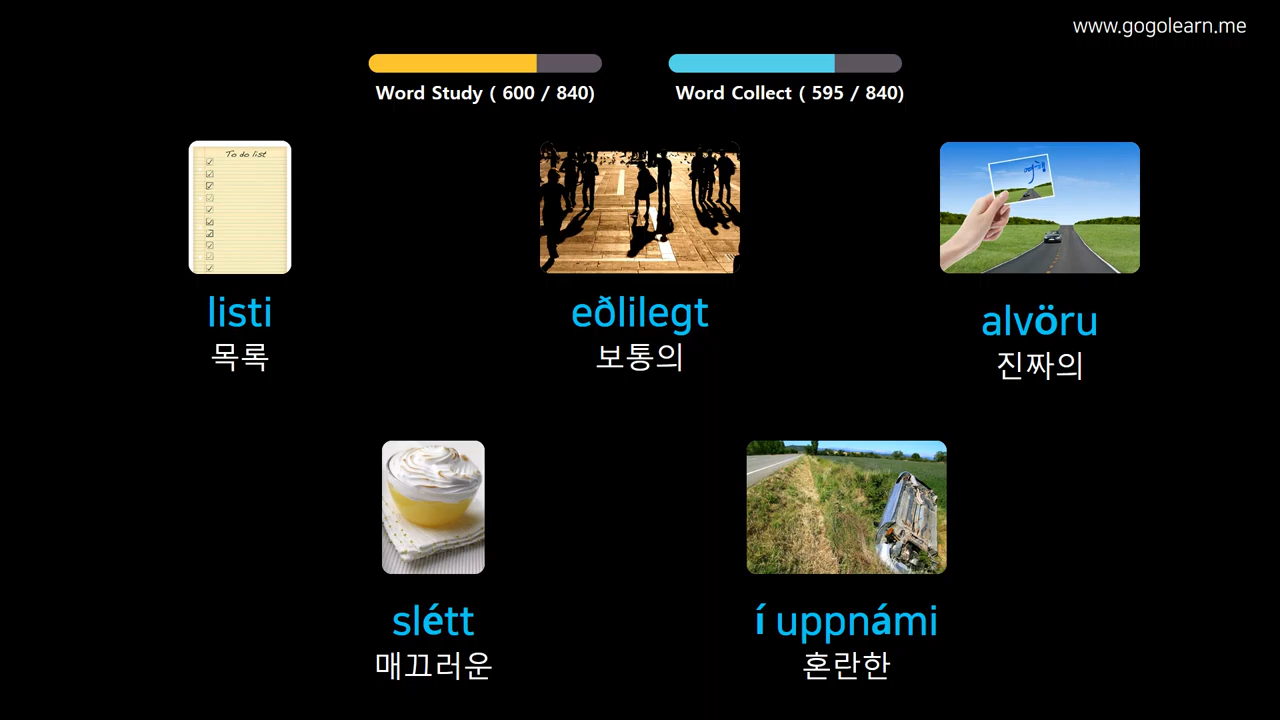 www.gogolearn.me
Word Study ( 600 / 840)
Word Collect ( 595 / 840)
To do list
listi
목록
eðlilegt
보통의
alvöru
진짜의
slétt
매끄러운
í uppnámi
혼란한